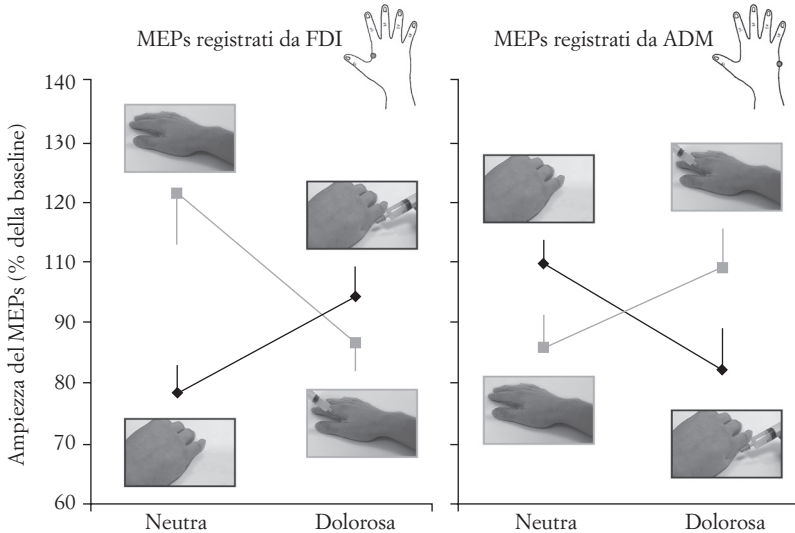 MEPs registrati da FDI
MEPs registrati da ADM
Ampiezza del MEPs (% della baseline)
140
130
120
110
90
80
70
60
Neutra
Dolorosa
Neutra
Dolorosa